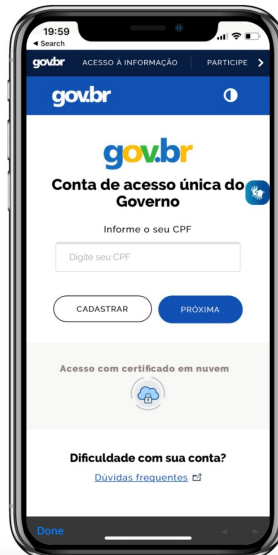 19:59
Search
gov.br ACESSO À INFORMAÇÃO PARTICIPE
gov.br
gov.br
Conta de acesso única do
Governo
Informe o seu CPF
Digite seu CPF
CADASTRAR PRÓXIMA
Acesso com certificado em nuvem
Dificuldade com sua conta?
Dúvidas frequentes
Done